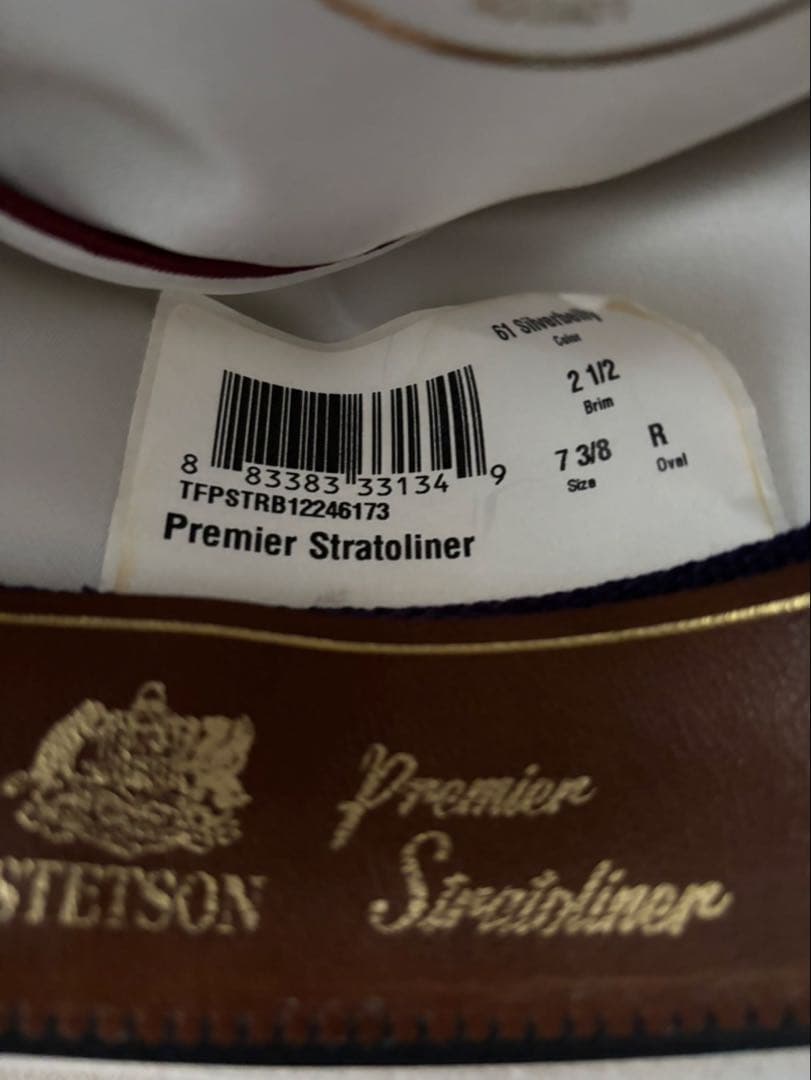 61 Silverbelly
Color
2 1/2
Brim
7 3/8 R
Size Oval
8 83383 33134 9
TFPSTRB12246173
Premier Stratoliner
STETSON
Premier
Stratoliner